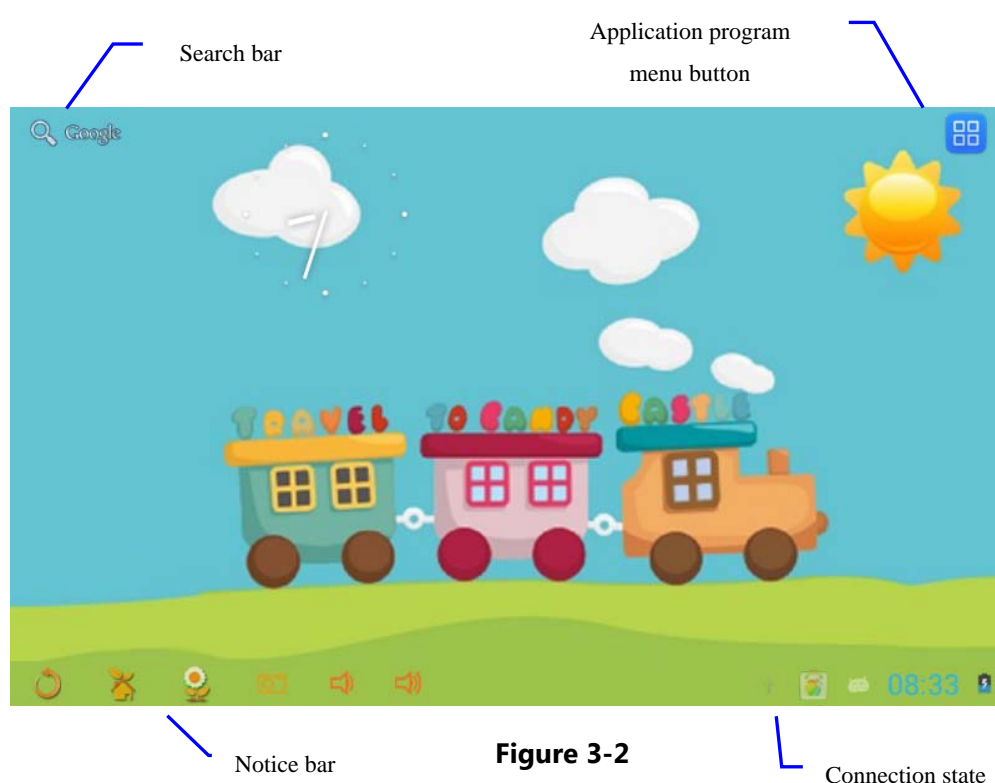 Search bar
Application program
menu button
Google
TRAVEL TO CANDY CASTLE
08:33
Notice bar
Figure 3-2
Connection state